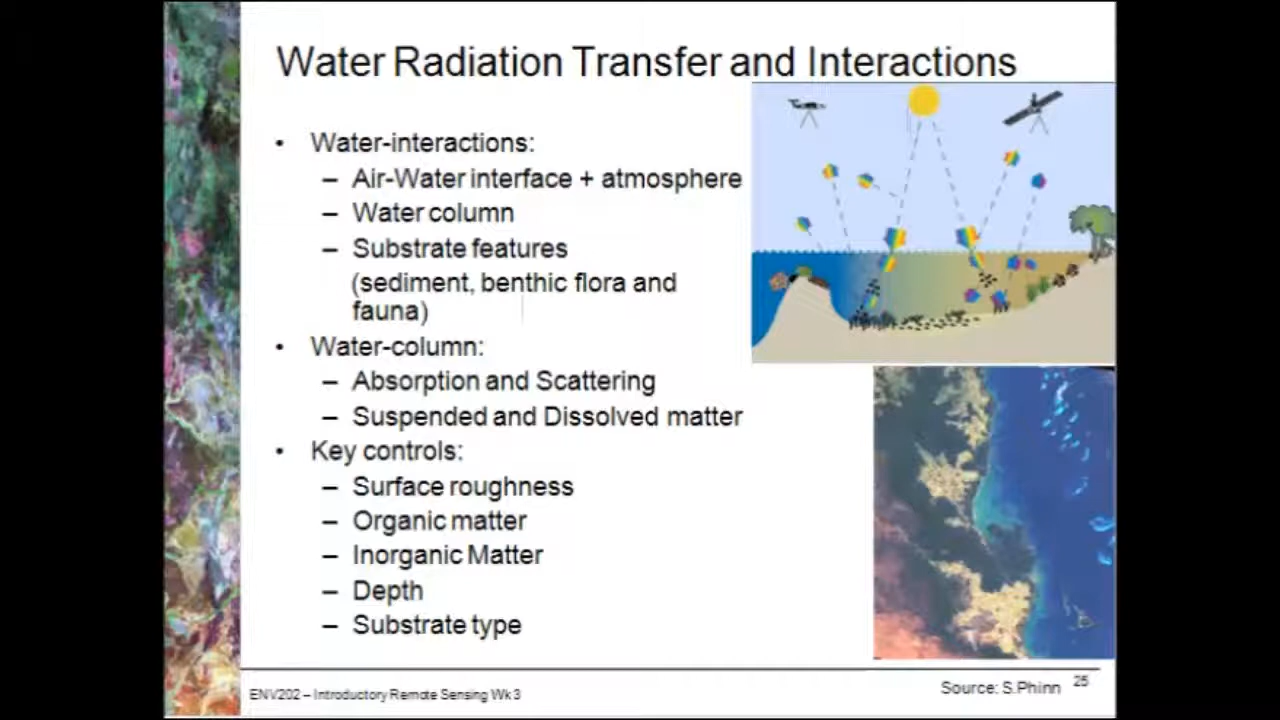 Water Radiation Transfer and Interactions
• Water-interactions:
– Air-Water interface + atmosphere
– Water column
– Substrate features
(sediment, benthic flora and
fauna)
• Water-column:
– Absorption and Scattering
– Suspended and Dissolved matter
• Key controls:
– Surface roughness
– Organic matter
– Inorganic Matter
– Depth
– Substrate type
ENV202 – Introductory Remote Sensing Wk 3
Source: S.Phinn
25